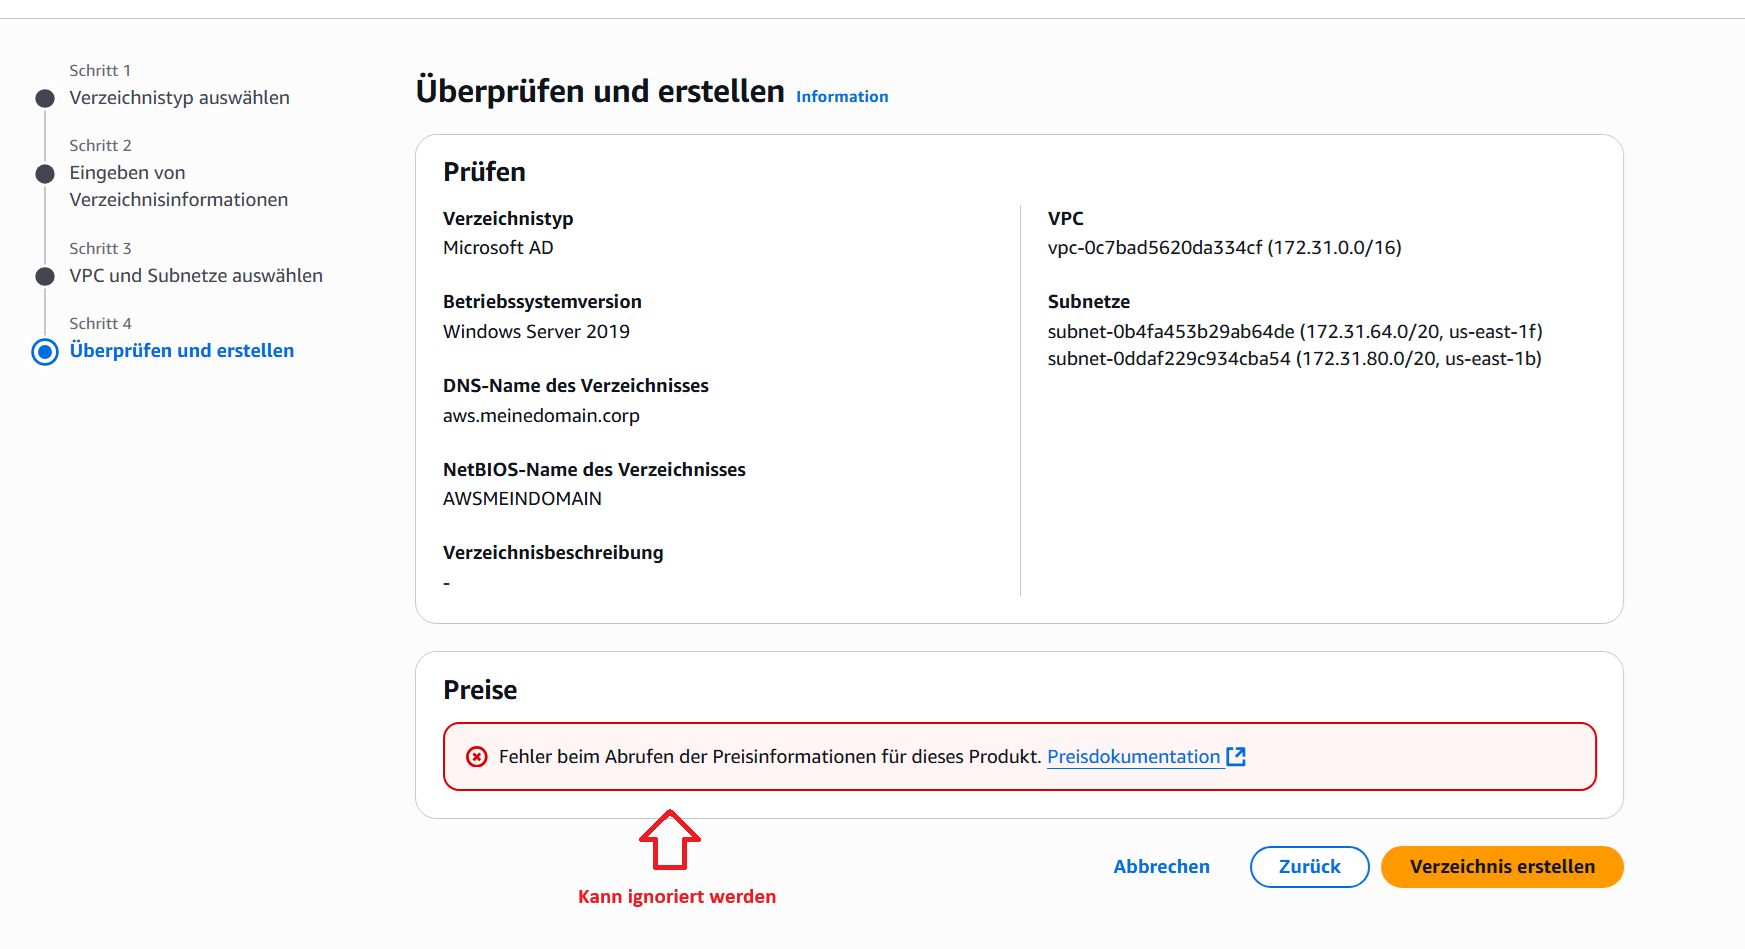 Schritt 1
Verzeichnistyp auswählen
Schritt 2
Eingeben von
Verzeichnisinformationen
Schritt 3
VPC und Subnetze auswählen
Schritt 4
Überprüfen und erstellen
Überprüfen und erstellen Information
Prüfen
Verzeichnistyp
Microsoft AD
Betriebssystemversion
Windows Server 2019
DNS-Name des Verzeichnisses
aws.meinedomain.corp
NetBIOS-Name des Verzeichnisses
AWSMEINDOMAIN
Verzeichnisbeschreibung
-
VPC
vpc-0c7bad5620da334cf (172.31.0.0/16)
Subnetze
subnet-0b4fa453b29ab64de (172.31.64.0/20, us-east-1f)
subnet-0ddaf229c934cba54 (172.31.80.0/20, us-east-1b)
Preise
Fehler beim Abrufen der Preisinformationen für dieses Produkt. Preisdokumentation
Kann ignoriert werden
Abbrechen Zurück Verzeichnis erstellen